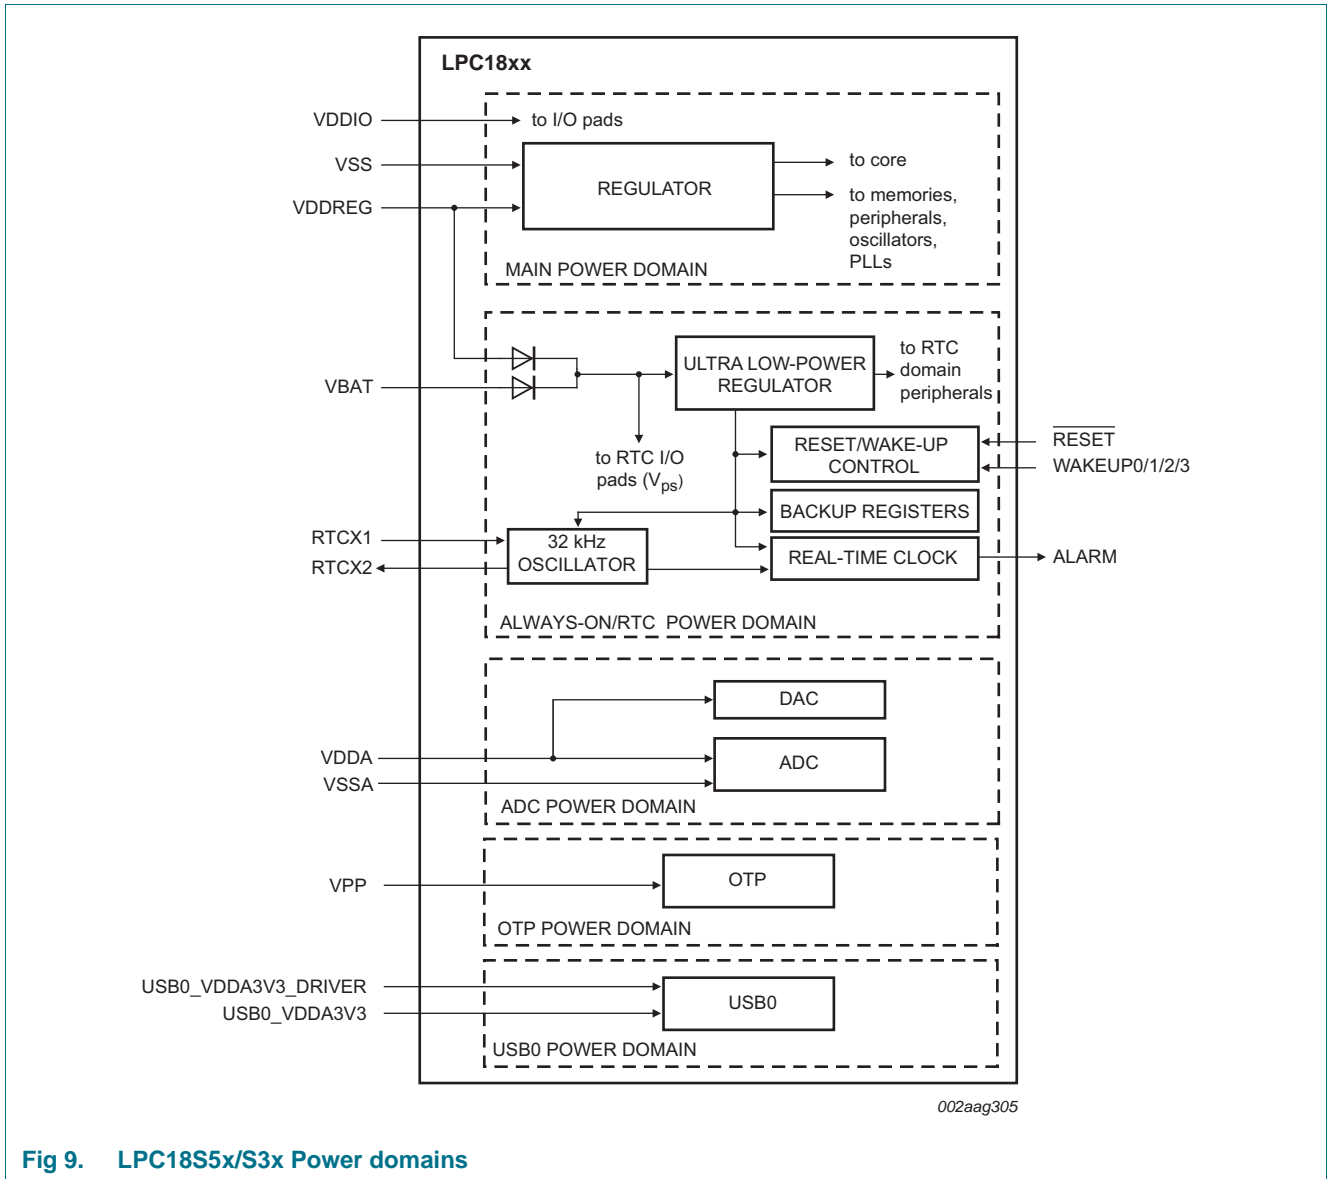 LPC18xx
VDDIO
to I/O pads
VSS
REGULATOR
to core
VDDREG
to memories,
peripherals,
oscillators,
PLLs
MAIN POWER DOMAIN
VBAT
ULTRA LOW-POWER
REGULATOR
to RTC
domain
peripherals
to RTC I/O
pads (Vps)
RESET/WAKE-UP
CONTROL
RESET
WAKEUP0/1/2/3
BACKUP REGISTERS
RTCX1
RTCX2
32 kHz
OSCILLATOR
REAL-TIME CLOCK
ALARM
ALWAYS-ON/RTC POWER DOMAIN
DAC
VDDA
ADC
VSSA
ADC POWER DOMAIN
VPP
OTP
OTP POWER DOMAIN
USB0_VDDA3V3_DRIVER
USB0_VDDA3V3
USB0
USB0 POWER DOMAIN
002aag305
Fig 9. LPC18S5x/S3x Power domains